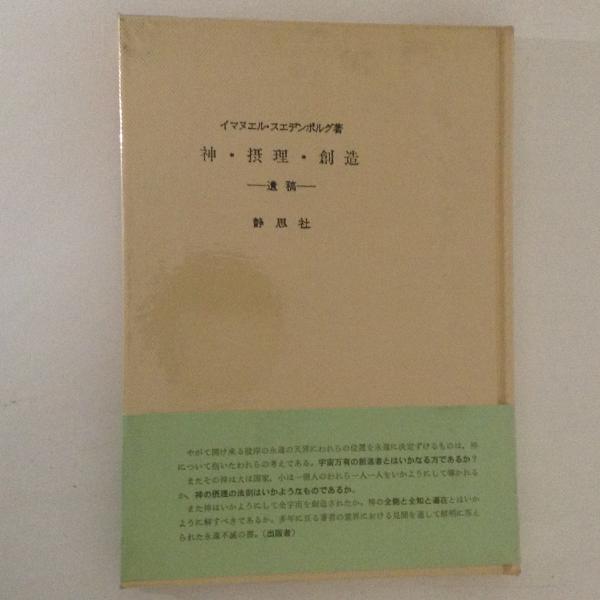 イマヌエル・スエデンボルグ著
神・摂理・創造
―遺稿―
静思社
やがて開け来る彼岸の永遠の天界にわれらの位置を永遠に決定ずけるものは、神
について抱いたわれらの考えである。宇宙万有の創造者とはいかなる方であるか?
またその神は大は国家、小は一個人のわれら一人一人をいかようにして導かれる
か、神の摂理の法則はいかようなものであるか。
また神はいかようにして全宇宙を創造されたか。神の全能と全知と遍在とはいか
ように解すべきであるか。多年に亘る著者の霊界における見聞を通して鮮明に答え
られた永遠不滅の書。(出版者)